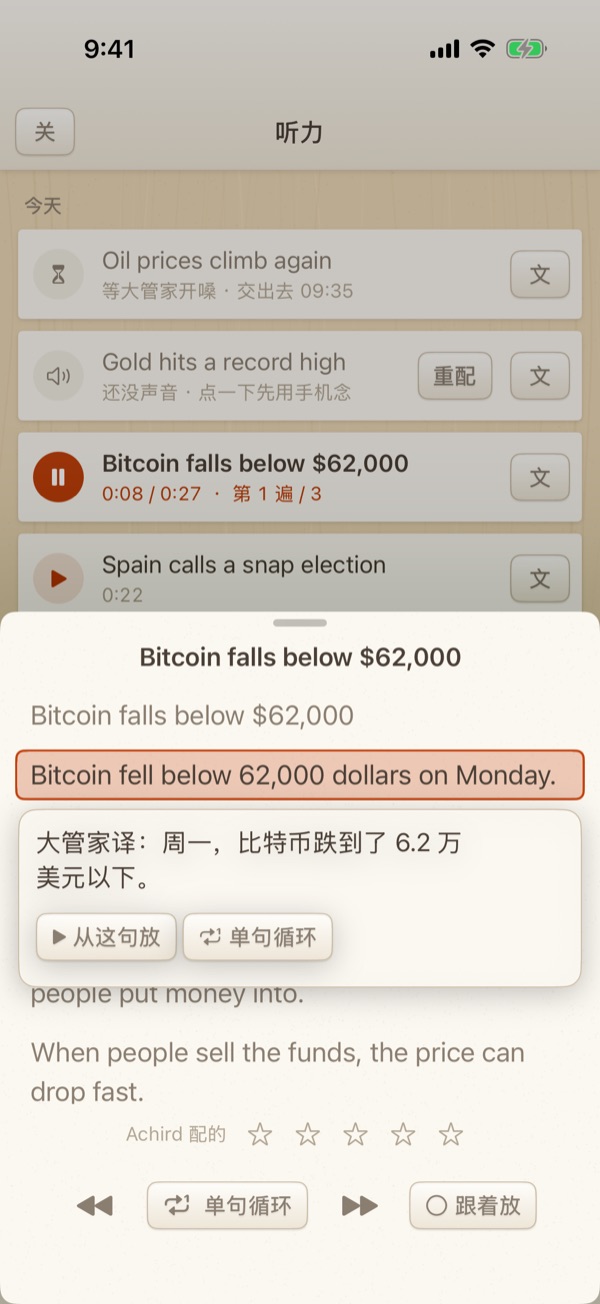 9:41
关
听力
今天
Oil prices climb again
等大管家开嗓 · 交出去 09:35
文
Gold hits a record high
还没声音 · 点一下先用手机念
重配
文
Bitcoin falls below $62,000
0:08 / 0:27 · 第 1 遍 / 3
文
Spain calls a snap election
0:22
文
Bitcoin falls below $62,000
Bitcoin falls below $62,000
Bitcoin fell below 62,000 dollars on Monday.
大管家译：周一，比特币跌到了 6.2 万
美元以下。
从这句放
单句循环
people put money into.
When people sell the funds, the price can
drop fast.
Achird 配的
单句循环
跟着放